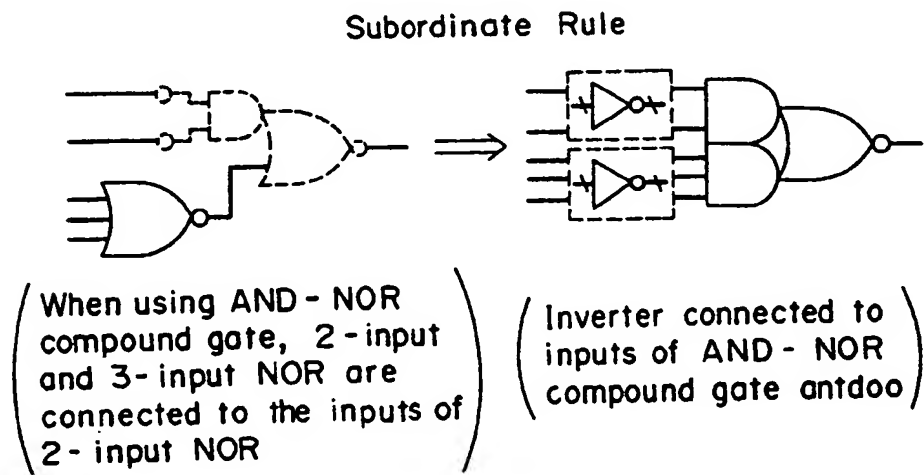 Subordinate Rule
When using AND-NOR
compound gate, 2-input
and 3-input NOR are
connected to the inputs of
2-input NOR
Inverter connected to
inputs of AND-NOR
compound gate antdoo